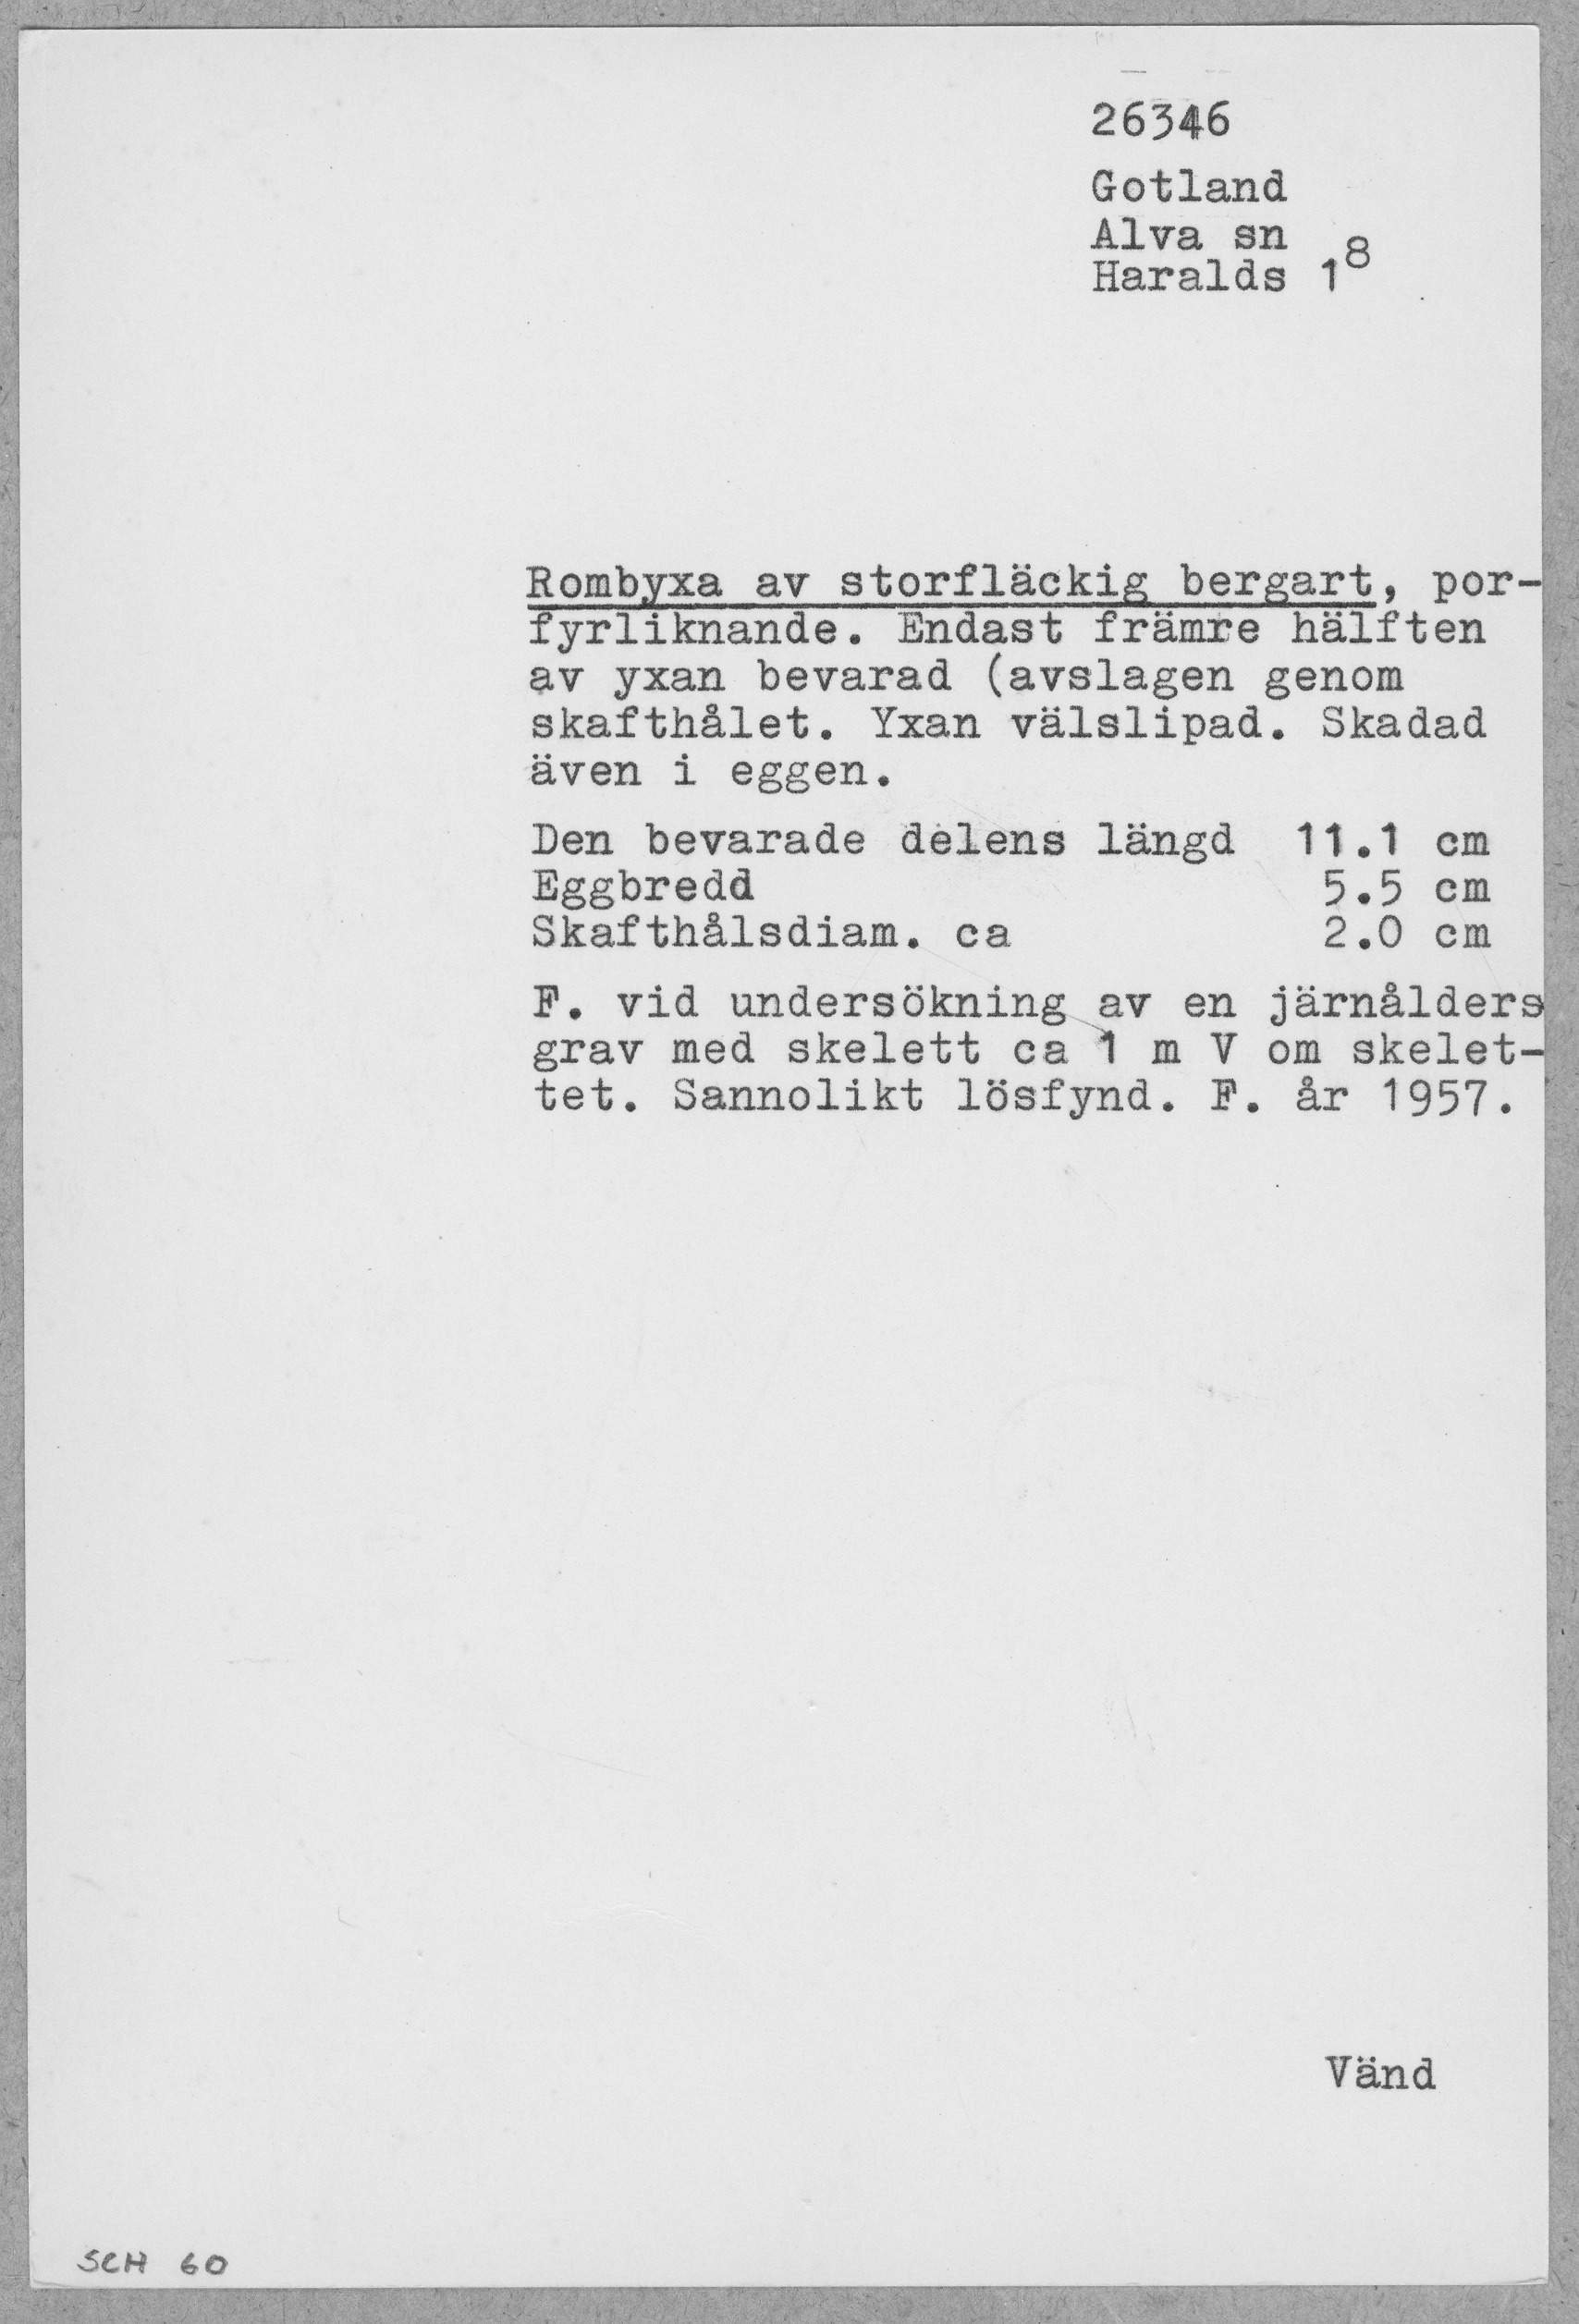 26346
Gotland
Alva sn
Haralds 1⁸
Rombyxa av storfläckig bergart, por-
fyrliknande. Endast främre hälften
av yxan bevarad (avslagen genom
skafthålet. Yxan välslipad. Skadad
även i eggen.
Den bevarade delens längd 11.1 cm
Eggbredd 5.5 cm
Skafthålsdiam. ca 2.0 cm
F. vid undersökning av en järnålders
grav med skelett ca 1 m V om skelet-
tet. Sannolikt lösfynd. F. år 1957.
Vänd
SCH 60